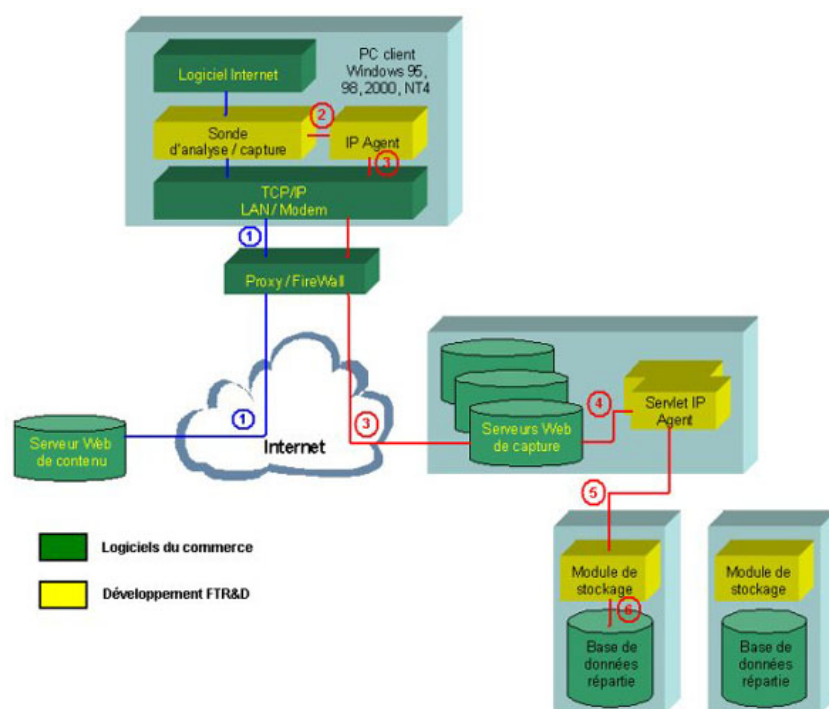 Logiciel Internet
PC client
Windows 95,
98, 2000, NT4
Sonde
d'analyse / capture
2
IP Agent
3
TCP/IP
LAN / Modem
1
Proxy / FireWall
1
Internet
3
Serveur Web
de contenu
Serveurs Web
de capture
4
Servlet IP
Agent
5
Logiciels du commerce
Développement FTR&D
Module de
stockage
6
Base de
données
répartie
Module de
stockage
Base de
données
répartie